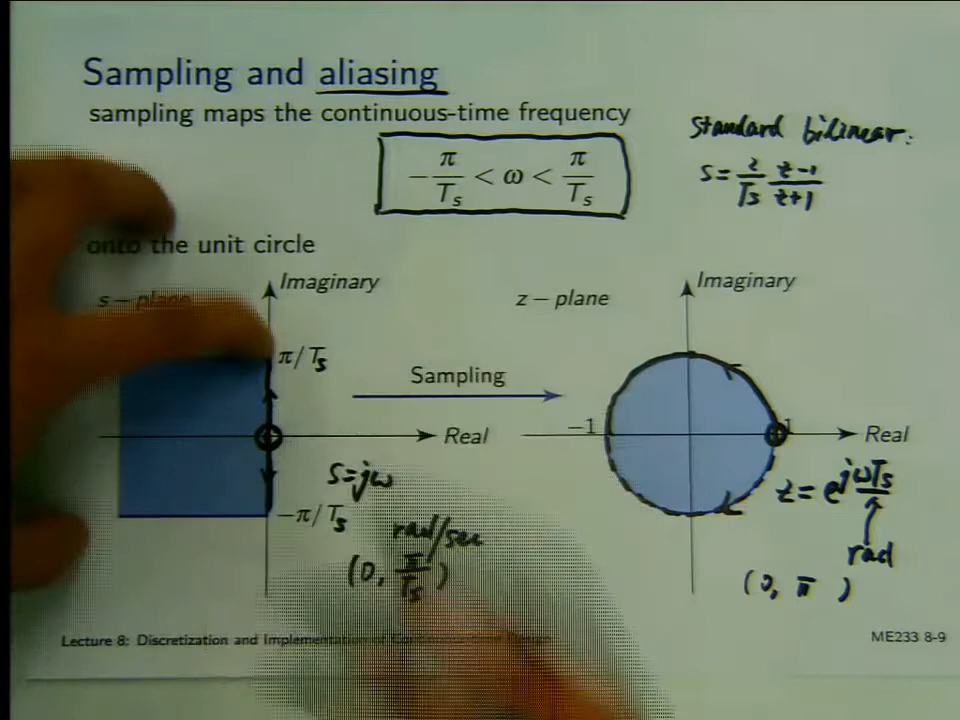 Sampling and aliasing
sampling maps the continuous-time frequency
Standard bilinear:
−π/Ts < ω < π/Ts
s = 2/Ts z-1/z+1
onto the unit circle
Imaginary
Imaginary
s − plane
z − plane
π/Ts
Sampling
−1
1
Real
Real
s=jω
z = e^jωTs
−π/Ts
rad/sec
rad
(0, π/Ts)
(0, π)
Lecture 8: Discretization and Implementation of
ME233 8-9